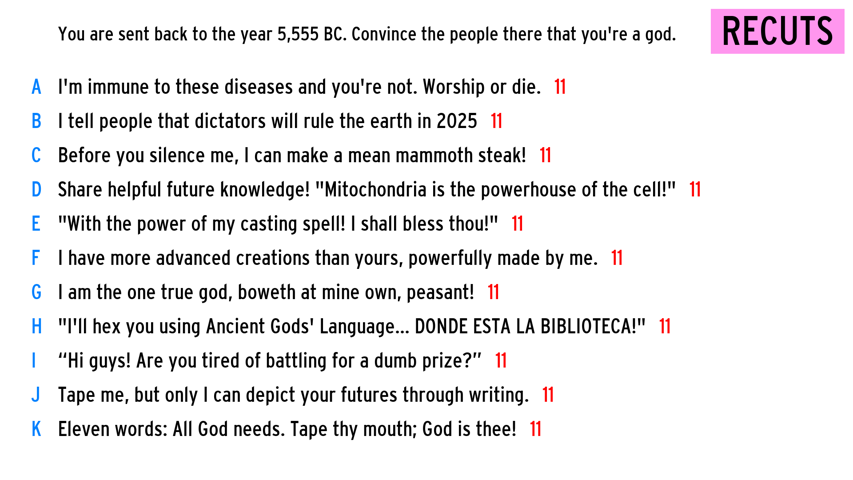 You are sent back to the year 5,555 BC. Convince the people there that you're a god.
RECUTS
A I'm immune to these diseases and you're not. Worship or die. 11
B I tell people that dictators will rule the earth in 2025 11
C Before you silence me, I can make a mean mammoth steak! 11
D Share helpful future knowledge! "Mitochondria is the powerhouse of the cell!" 11
E "With the power of my casting spell! I shall bless thou!" 11
F I have more advanced creations than yours, powerfully made by me. 11
G I am the one true god, boweth at mine own, peasant! 11
H "I'll hex you using Ancient Gods' Language... DONDE ESTA LA BIBLIOTECA!" 11
I “Hi guys! Are you tired of battling for a dumb prize?” 11
J Tape me, but only I can depict your futures through writing. 11
K Eleven words: All God needs. Tape thy mouth; God is thee! 11